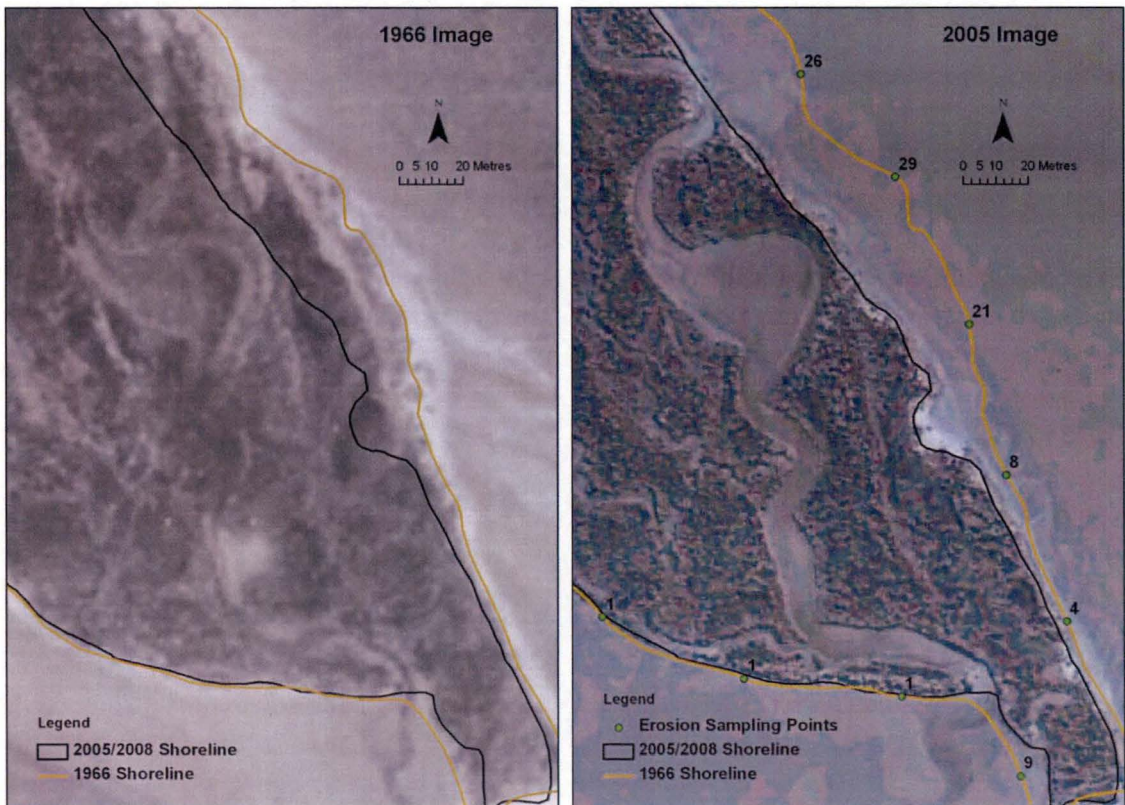 1966 Image
N
0 5 10 20 Metres
Legend
2005/2008 Shoreline
1966 Shoreline
2005 Image
26
N
29
0 5 10 20 Metres
21
8
4
1
1
1
9
Legend
Erosion Sampling Points
2005/2008 Shoreline
1966 Shoreline